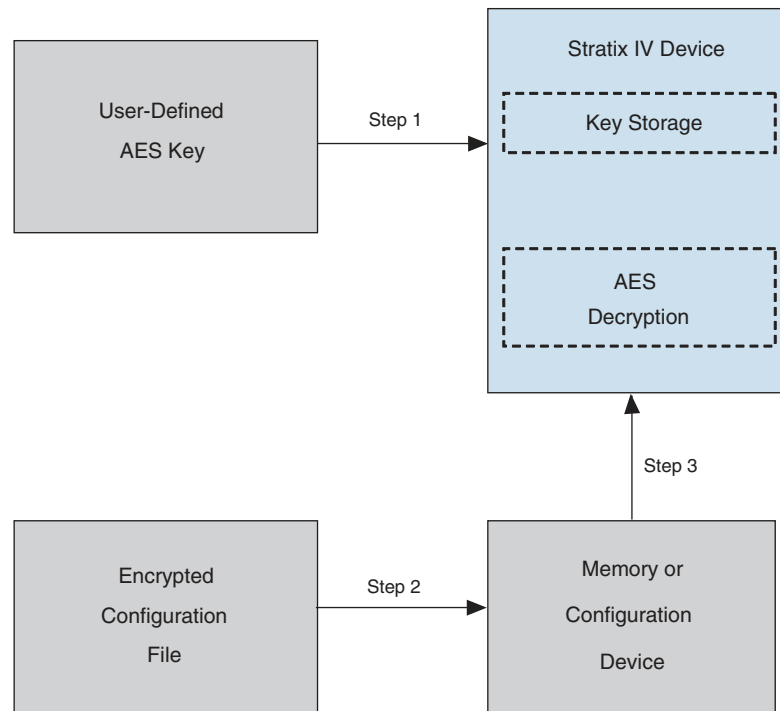 User-Defined
AES Key
Step 1
Stratix IV Device
Key Storage
AES
Decryption
Step 3
Encrypted
Configuration
File
Step 2
Memory or
Configuration
Device